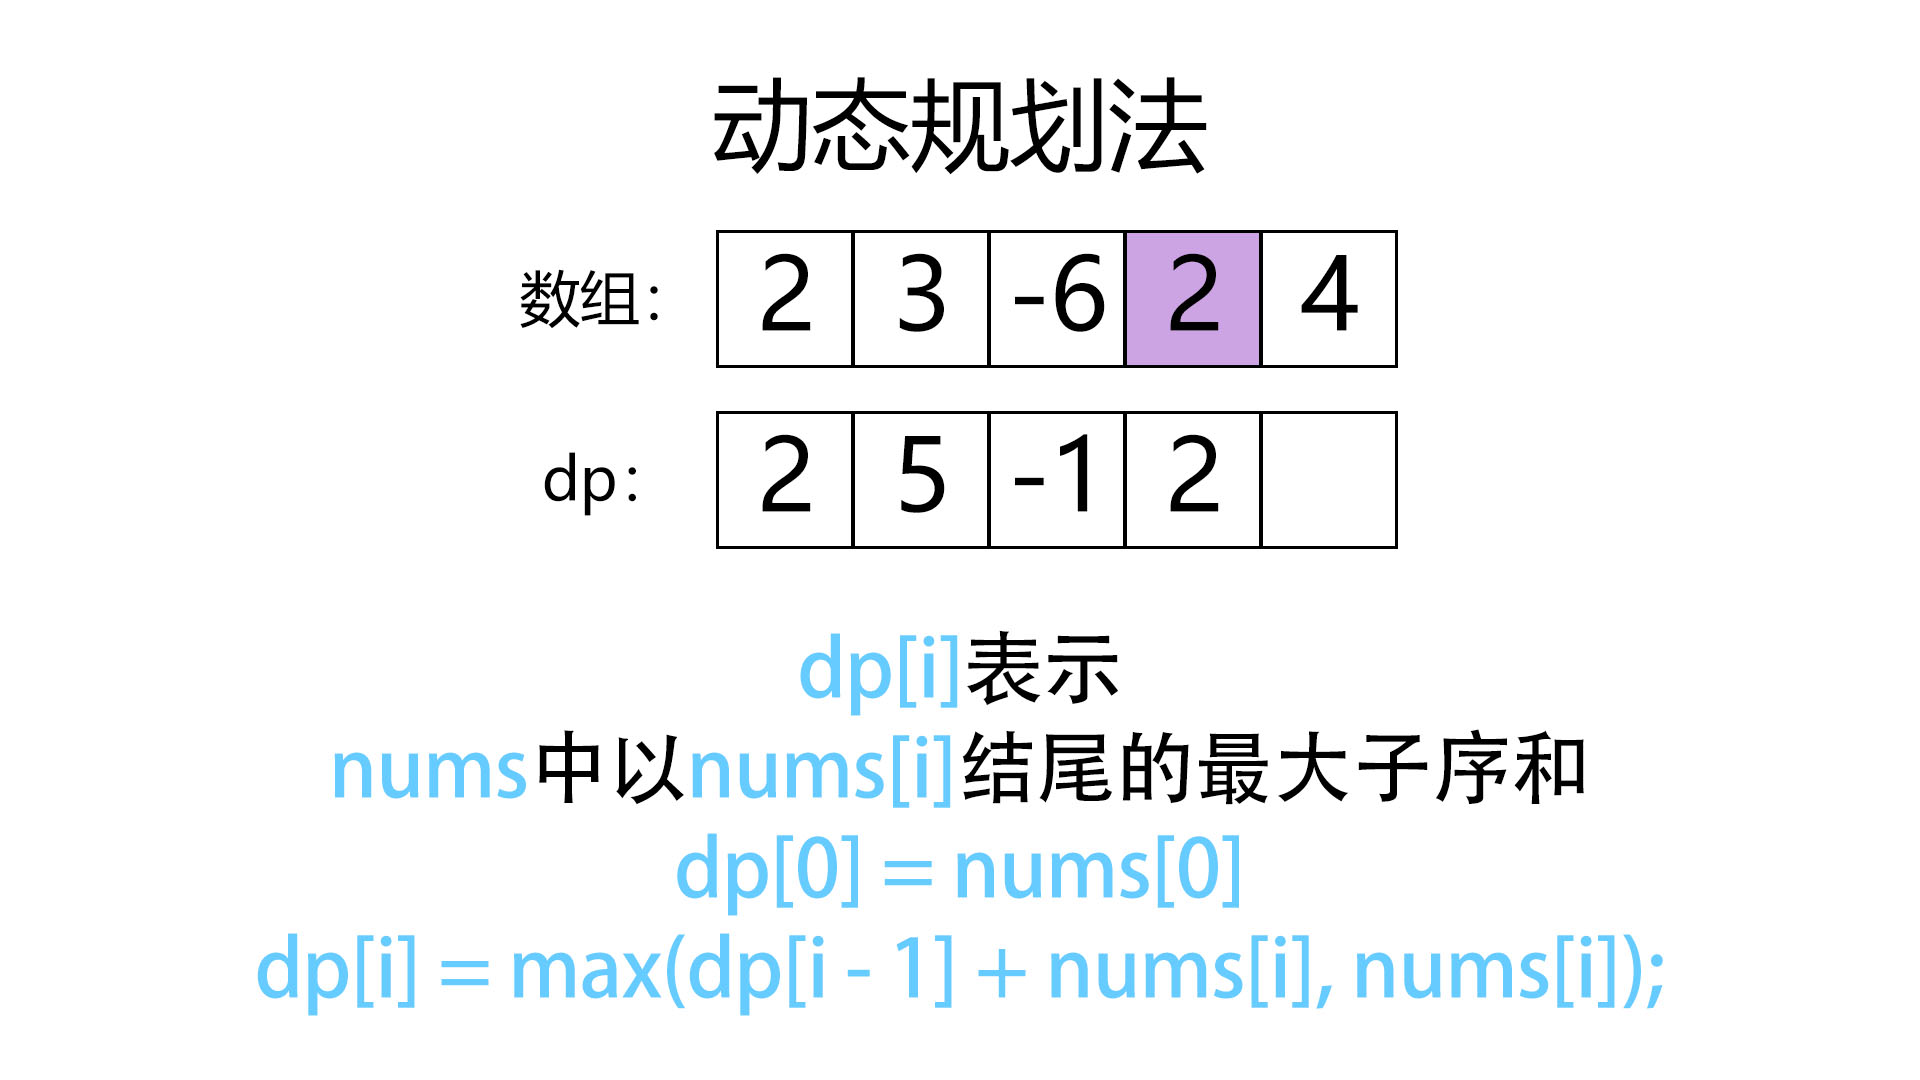 动态规划法
数组： 2 3 -6 2 4
dp： 2 5 -1 2
dp[i]表示
nums中以nums[i]结尾的最大子序和
dp[0] = nums[0]
dp[i] = max(dp[i - 1] + nums[i], nums[i]);